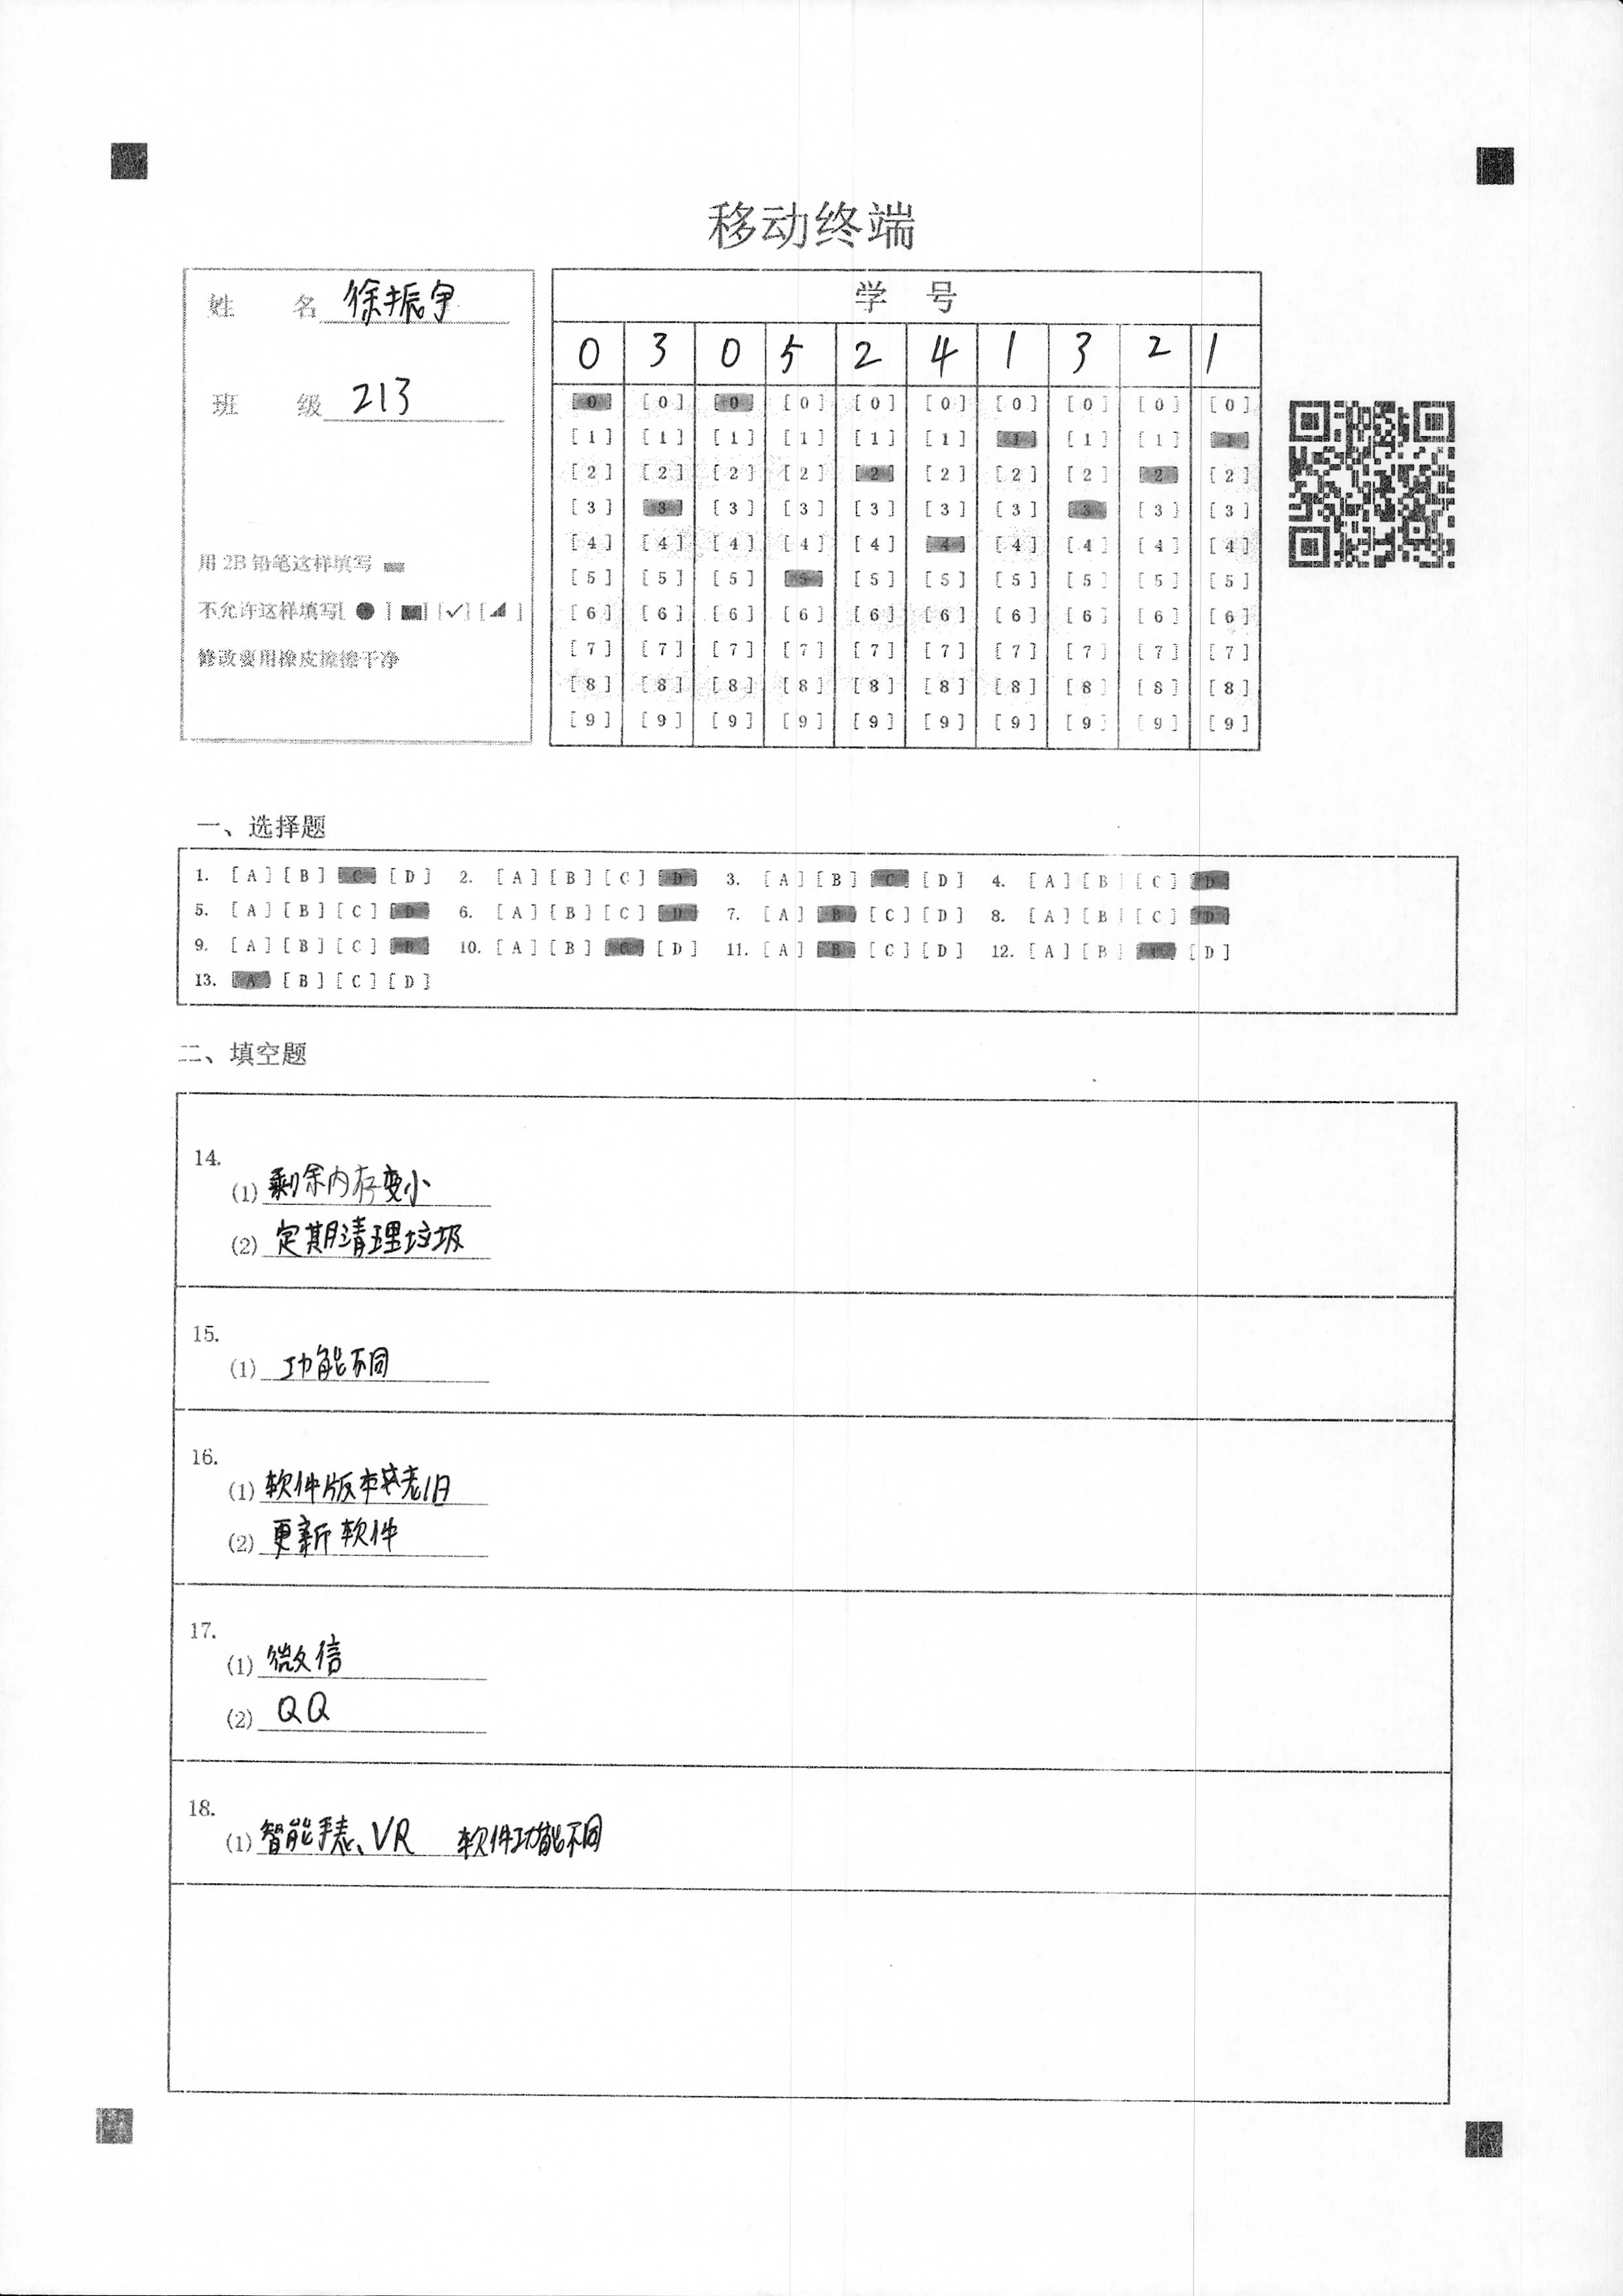 移动终端
姓 名 徐振宇
班 级 213
用 2B 铅笔这样填写
不允许这样填写[ ● ] [■] [✓] [◢ ]
修改要用橡皮擦擦干净
学 号
0 3 0 5 2 4 1 3 2 1
[0] [0] [0] [0] [0] [0] [0] [0] [0] [0]
[1] [1] [1] [1] [1] [1] [1] [1] [1] [1]
[2] [2] [2] [2] [2] [2] [2] [2] [2] [2]
[3] [3] [3] [3] [3] [3] [3] [3] [3] [3]
[4] [4] [4] [4] [4] [4] [4] [4] [4] [4]
[5] [5] [5] [5] [5] [5] [5] [5] [5] [5]
[6] [6] [6] [6] [6] [6] [6] [6] [6] [6]
[7] [7] [7] [7] [7] [7] [7] [7] [7] [7]
[8] [8] [8] [8] [8] [8] [8] [8] [8] [8]
[9] [9] [9] [9] [9] [9] [9] [9] [9] [9]
一、选择题
1. [A] [B] [C] [D] 2. [A] [B] [C] [D] 3. [A] [B] [C] [D] 4. [A] [B] [C] [D]
5. [A] [B] [C] [D] 6. [A] [B] [C] [D] 7. [A] [B] [C] [D] 8. [A] [B] [C] [D]
9. [A] [B] [C] [D] 10. [A] [B] [C] [D] 11. [A] [B] [C] [D] 12. [A] [B] [C] [D]
13. [A] [B] [C] [D]
二、填空题
14.
(1) 剩余内存变小
(2) 定期清理垃圾
15.
(1) 功能不同
16.
(1) 软件版本老旧
(2) 更新软件
17.
(1) 微信
(2) QQ
18.
(1) 智能手表、VR 软件功能不同